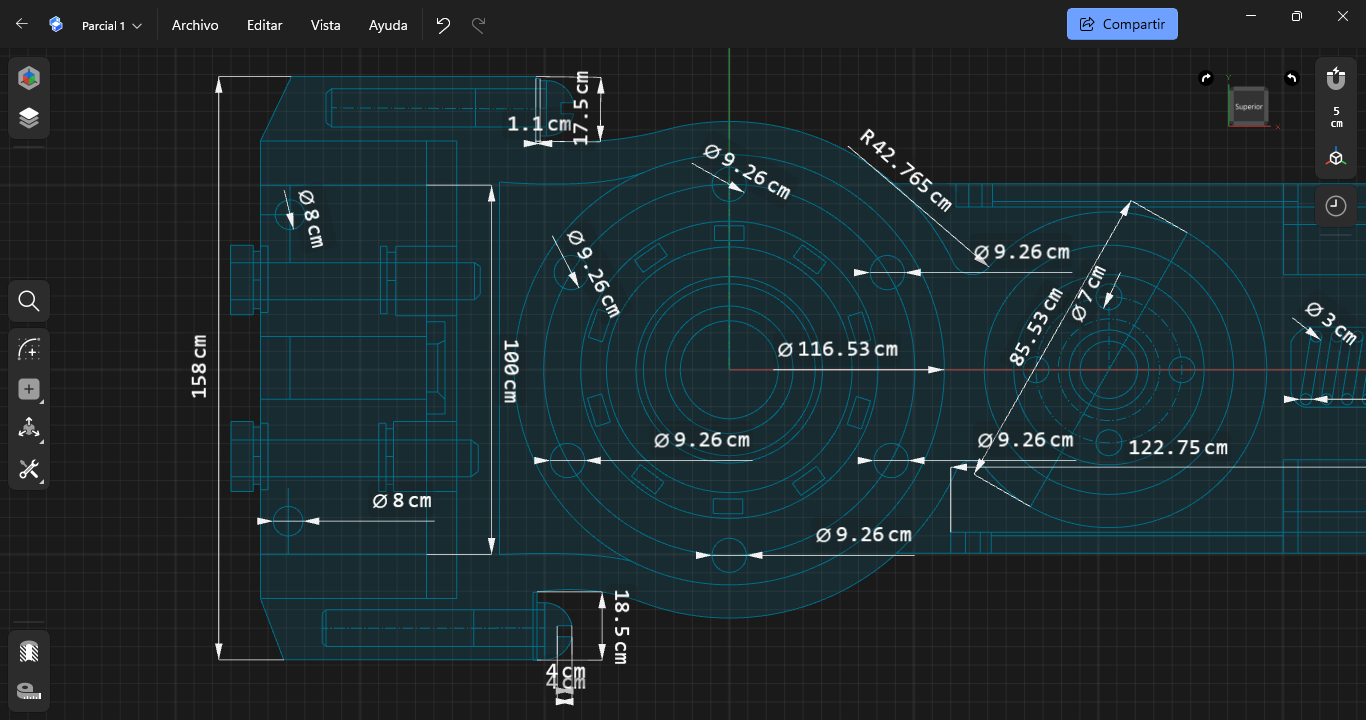 Parcial 1
Archivo
Editar
Vista
Ayuda
Compartir
Superior
Y
X
5
cm
17.5 cm
1.1 cm
R42.765 cm
Ø 9.26 cm
Ø 8 cm
Ø 9.26 cm
Ø 9.26 cm
Ø 7 cm
85.53 cm
Ø 3 cm
158 cm
100 cm
Ø 116.53 cm
Ø 9.26 cm
Ø 9.26 cm
122.75 cm
Ø 8 cm
Ø 9.26 cm
18.5 cm
4 cm
4 cm